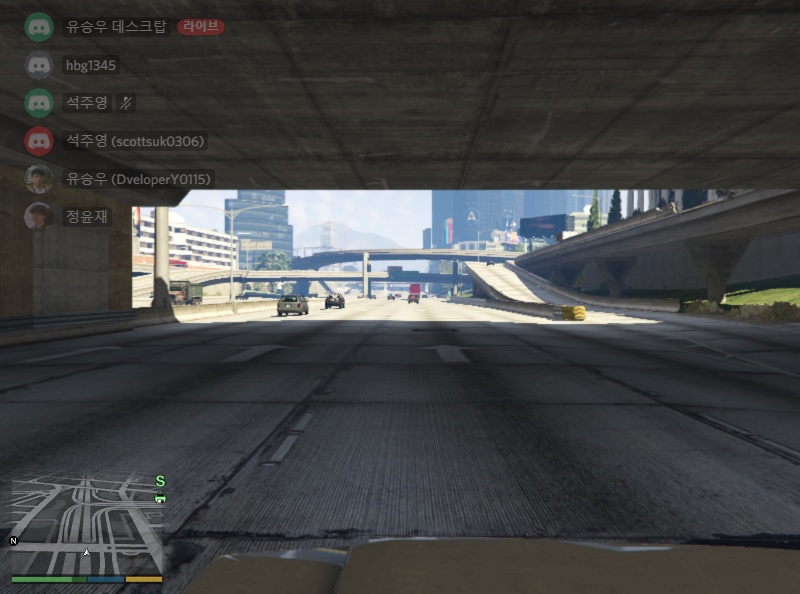 유승우 데스크탑 라이브
hbg1345
석주영
석주영 (scottsuk0306)
유승우 (DveloperY0115)
정윤재
A
S
N